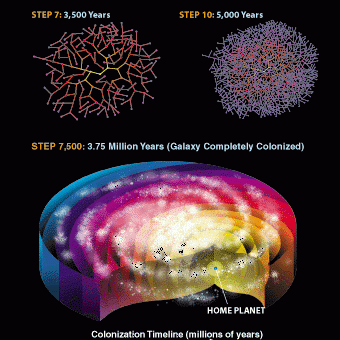 STEP 7: 3,500 Years
STEP 10: 5,000 Years
STEP 7,500: 3.75 Million Years (Galaxy Completely Colonized)
HOME PLANET
Colonization Timeline (millions of years)